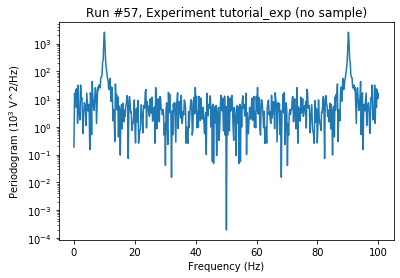 Run #57, Experiment tutorial_exp (no sample)
Periodogram (10³ V^2/Hz)
10³
10²
10¹
10⁰
10⁻¹
10⁻²
10⁻³
10⁻⁴
0 20 40 60 80 100
Frequency (Hz)